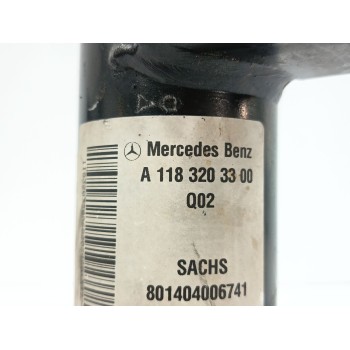 Mercedes Benz
A 118 320 33 00
Q02
SACHS
801404006741